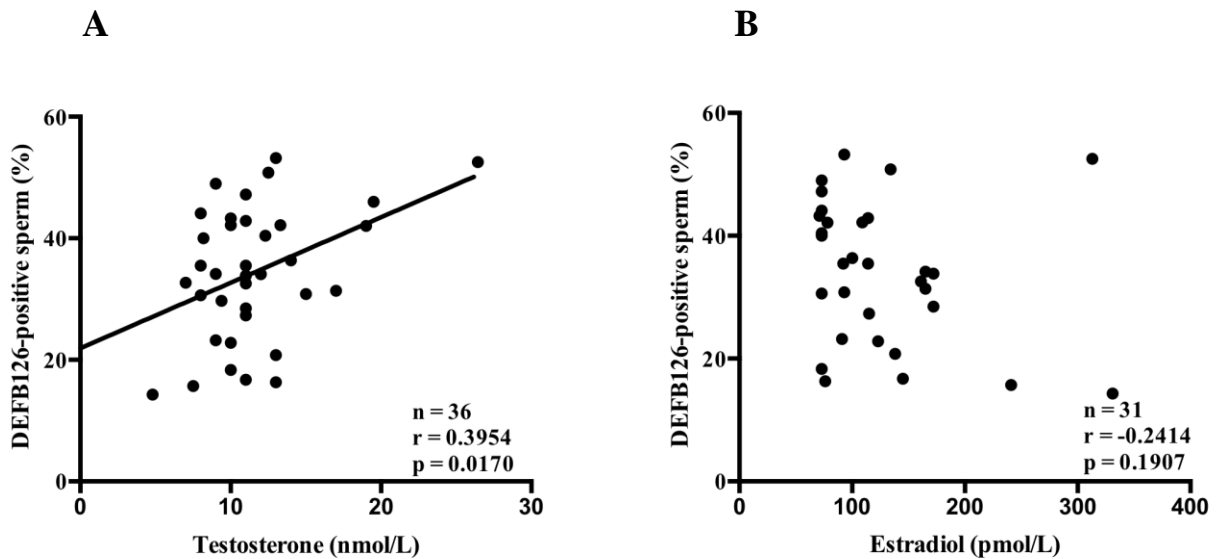 A
DEFB126-positive sperm (%)
60
40
20
0
n = 36
r = 0.3954
p = 0.0170
0 10 20 30
Testosterone (nmol/L)
B
DEFB126-positive sperm (%)
60
40
20
0
n = 31
r = -0.2414
p = 0.1907
0 100 200 300 400
Estradiol (pmol/L)